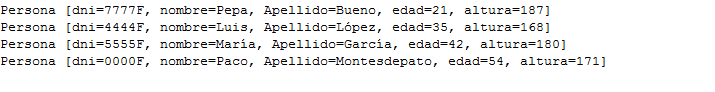 Persona [dni=7777F, nombre=Pepa, Apellido=Bueno, edad=21, altura=187]
Persona [dni=4444F, nombre=Luis, Apellido=López, edad=35, altura=168]
Persona [dni=5555F, nombre=María, Apellido=García, edad=42, altura=180]
Persona [dni=0000F, nombre=Paco, Apellido=Montesdepato, edad=54, altura=171]